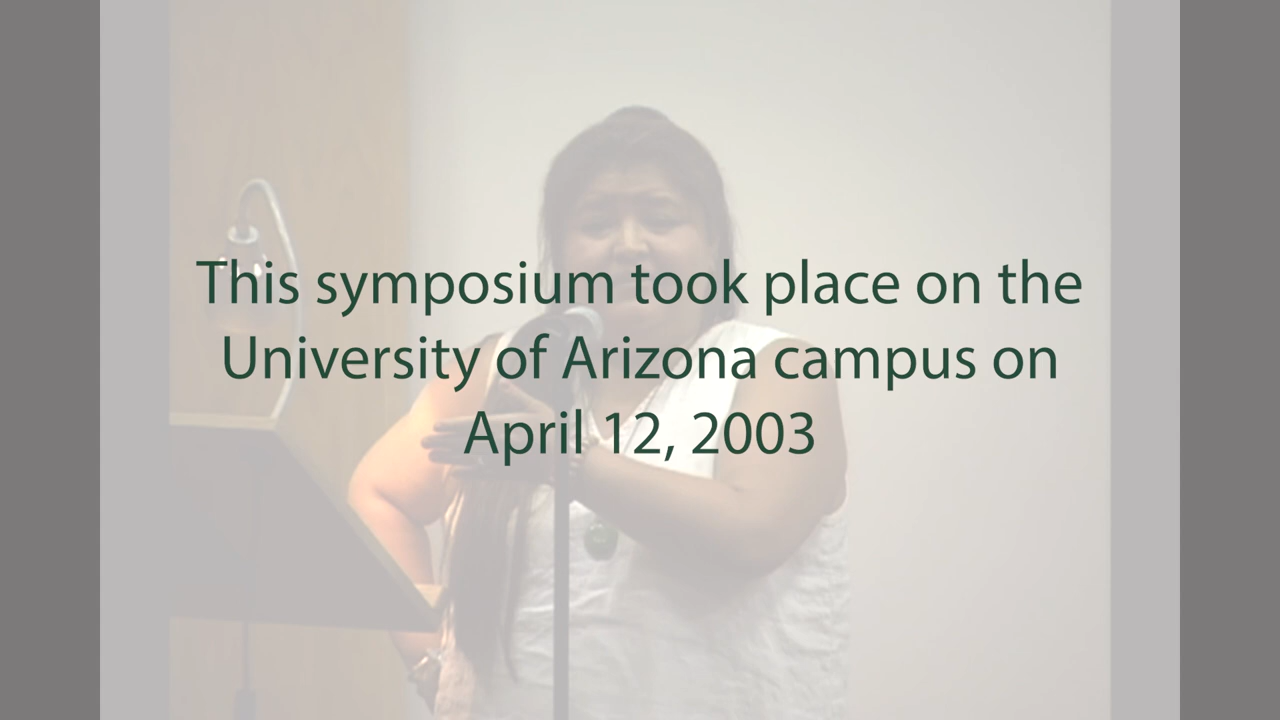 This symposium took place on the
University of Arizona campus on
April 12, 2003